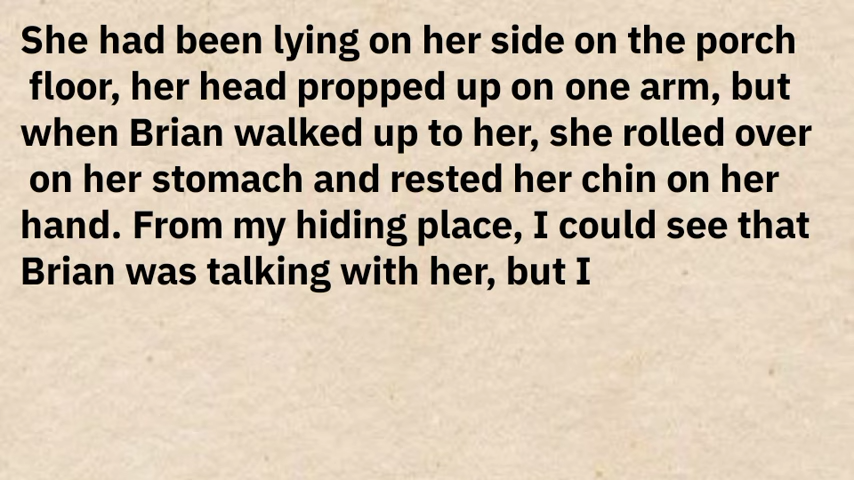 She had been lying on her side on the porch
floor, her head propped up on one arm, but
when Brian walked up to her, she rolled over
on her stomach and rested her chin on her
hand. From my hiding place, I could see that
Brian was talking with her, but I